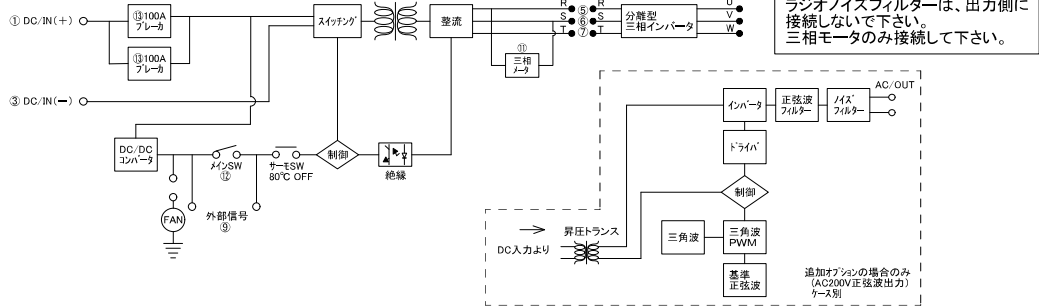 ① DC/IN(+)
⑬100A
ブレーカ
⑬100A
ブレーカ
③ DC/IN(-)
スイッチング
整流
R
S
T
⑤
⑥
⑦
R
S
T
分離型
三相インバータ
U
V
W
⑪
三相
メータ
ラジオノイズフィルターは、出力側に
接続しないで下さい。
三相モータのみ接続して下さい。
DC/DC
コンバータ
メインSW
⑫
サーモSW
80℃ OFF
制御
絶縁
FAN
外部信号
⑨
AC/OUT
インバータ
正弦波
フィルター
ノイズ
フィルター
ドライバ
制御
昇圧トランス
DC入力より
三角波
三角波
PWM
基準
正弦波
追加オプションの場合のみ
(AC200V正弦波出力)
ケース別